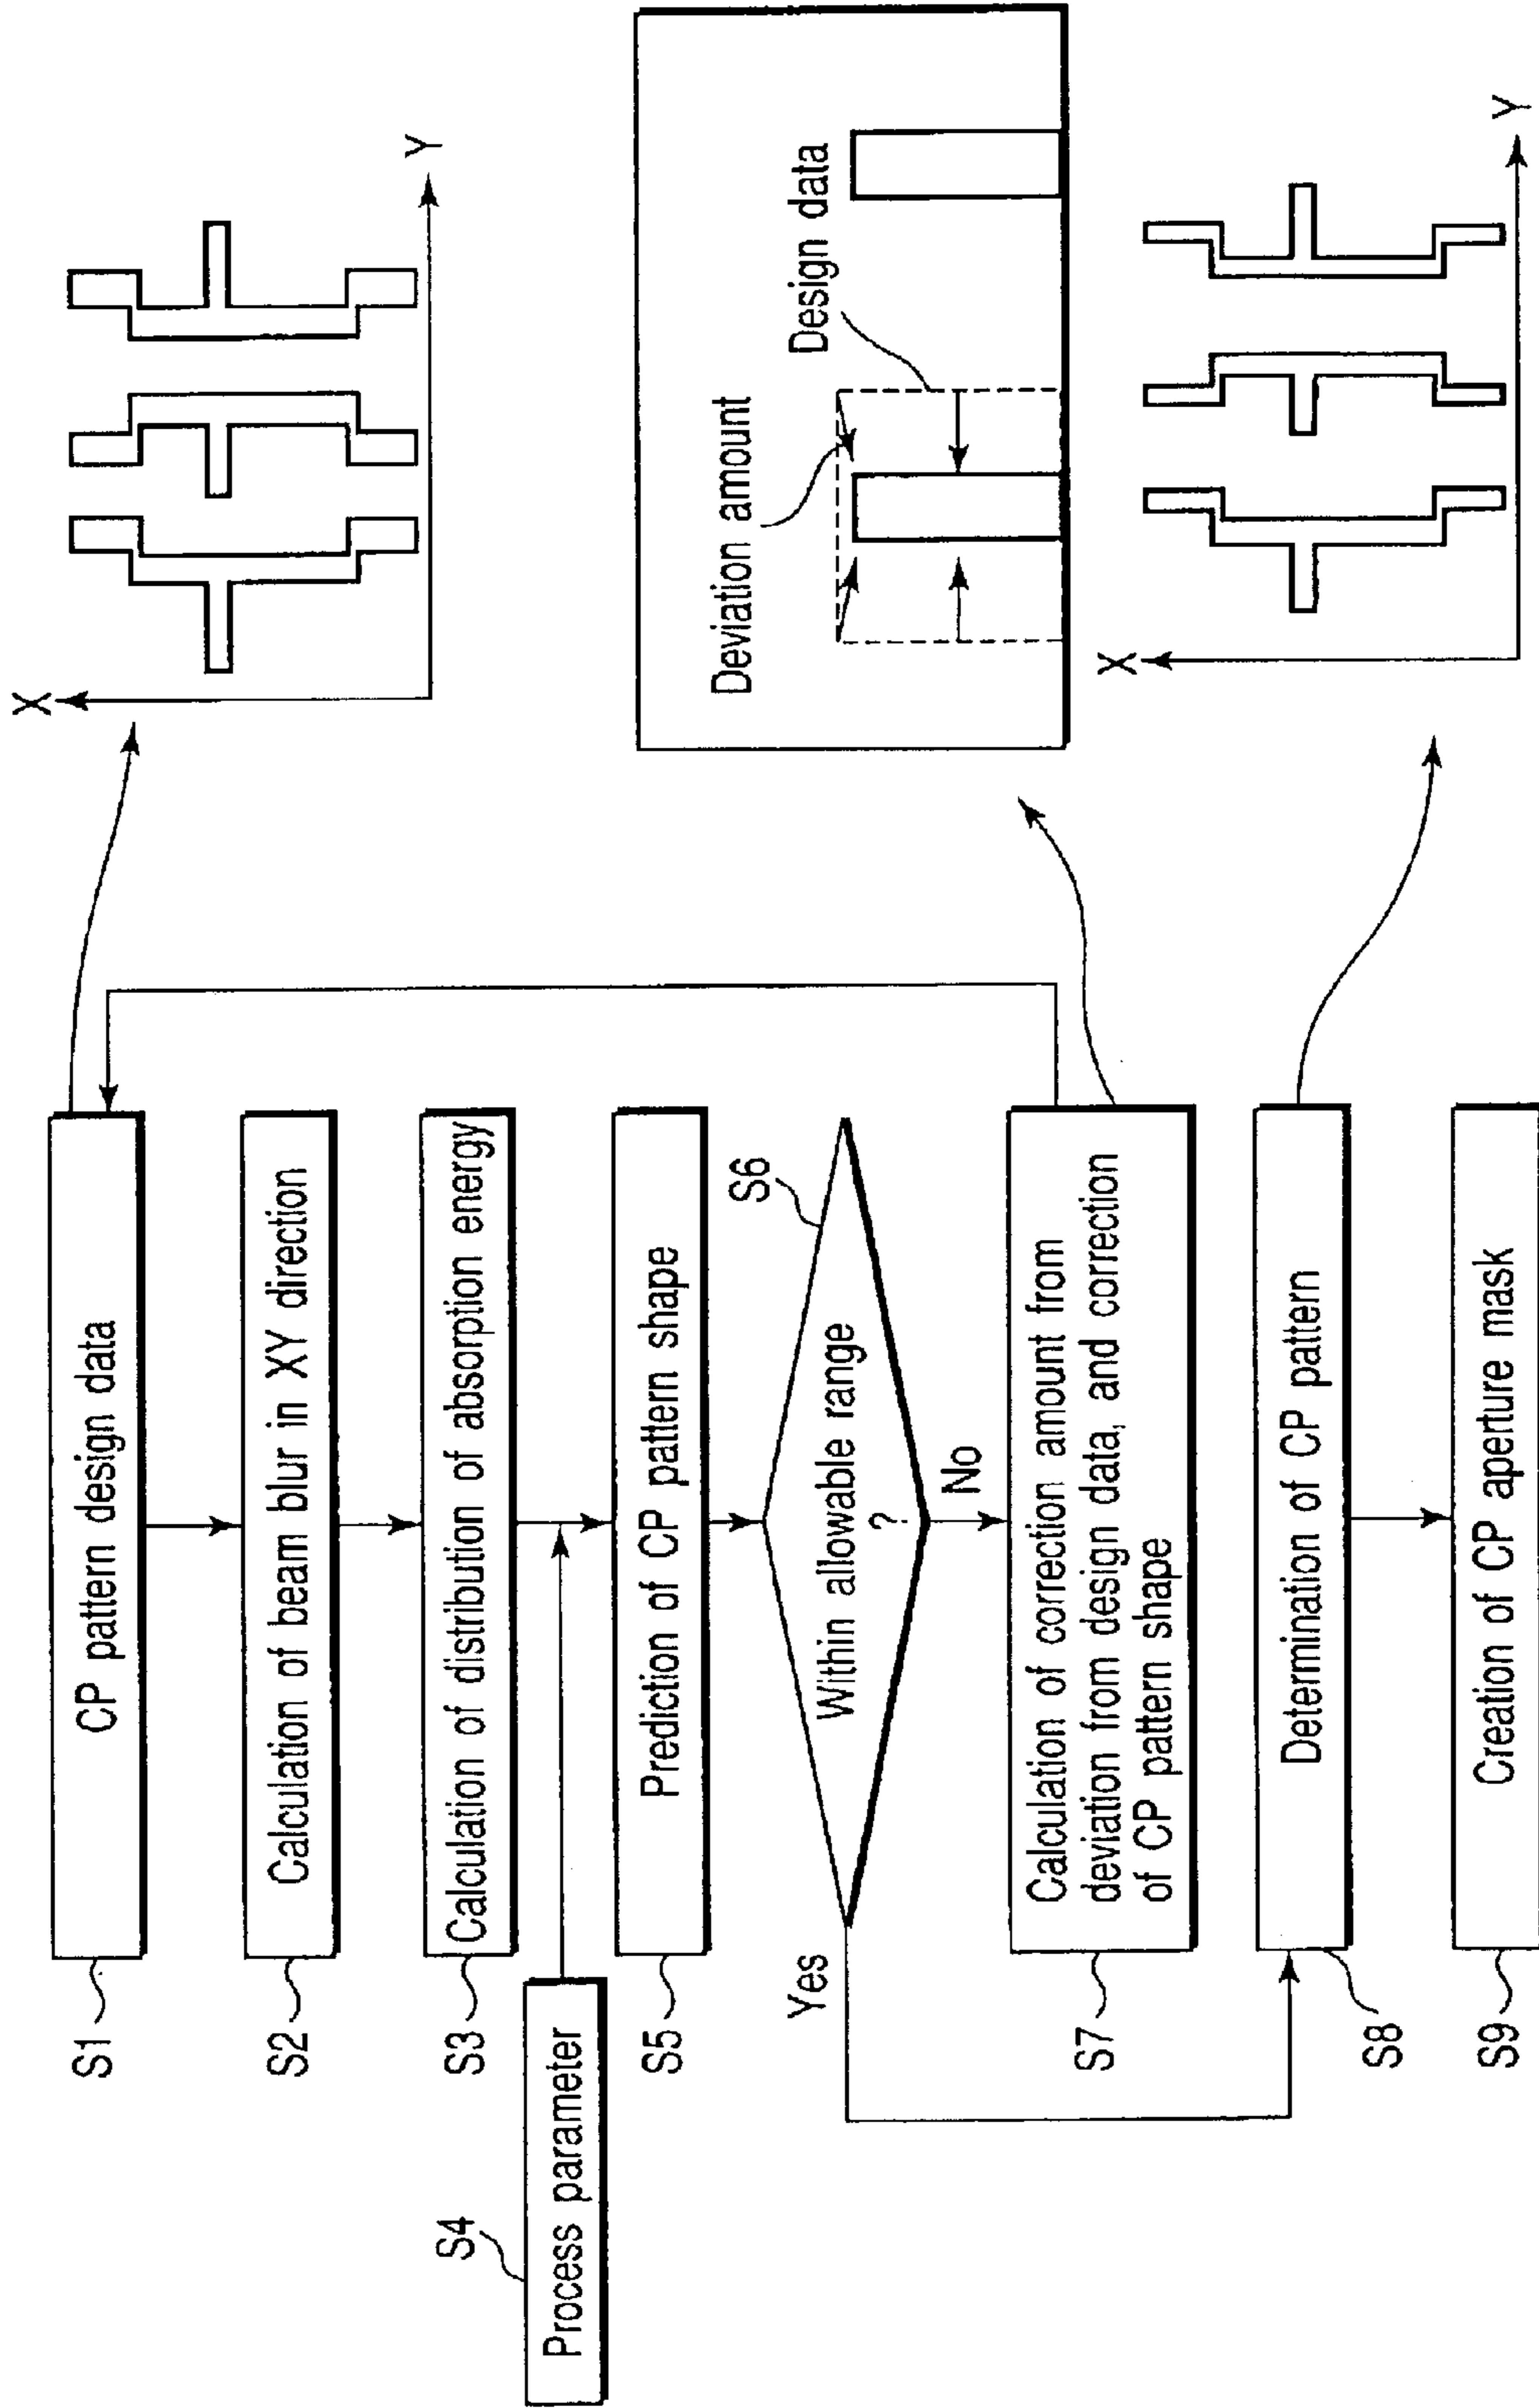 S1
CP pattern design data
S2
Calculation of beam blur in XY direction
S3
Calculation of distribution of absorption energy
S4
Process parameter
S5
Prediction of CP pattern shape
S6
Within allowable range
?
Yes
No
S7
Calculation of correction amount from
deviation from design data, and correction
of CP pattern shape
S8
Determination of CP pattern
S9
Creation of CP aperture mask
X
Y
Deviation amount
Design data
X
Y